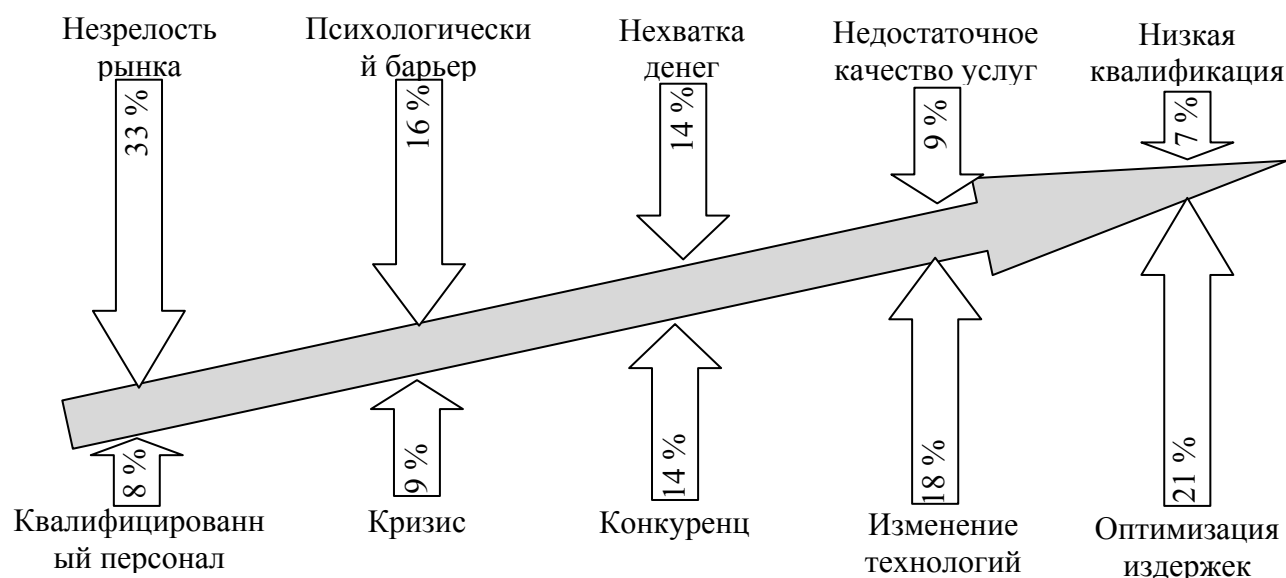 Незрелость
рынка
Психологически
й барьер
Нехватка
денег
Недостаточное
качество услуг
Низкая
квалификация
33 %
16 %
14 %
9 %
7 %
8 %
9 %
14 %
18 %
21 %
Квалифицированн
ый персонал
Кризис
Конкуренц
Изменение
технологий
Оптимизация
издержек